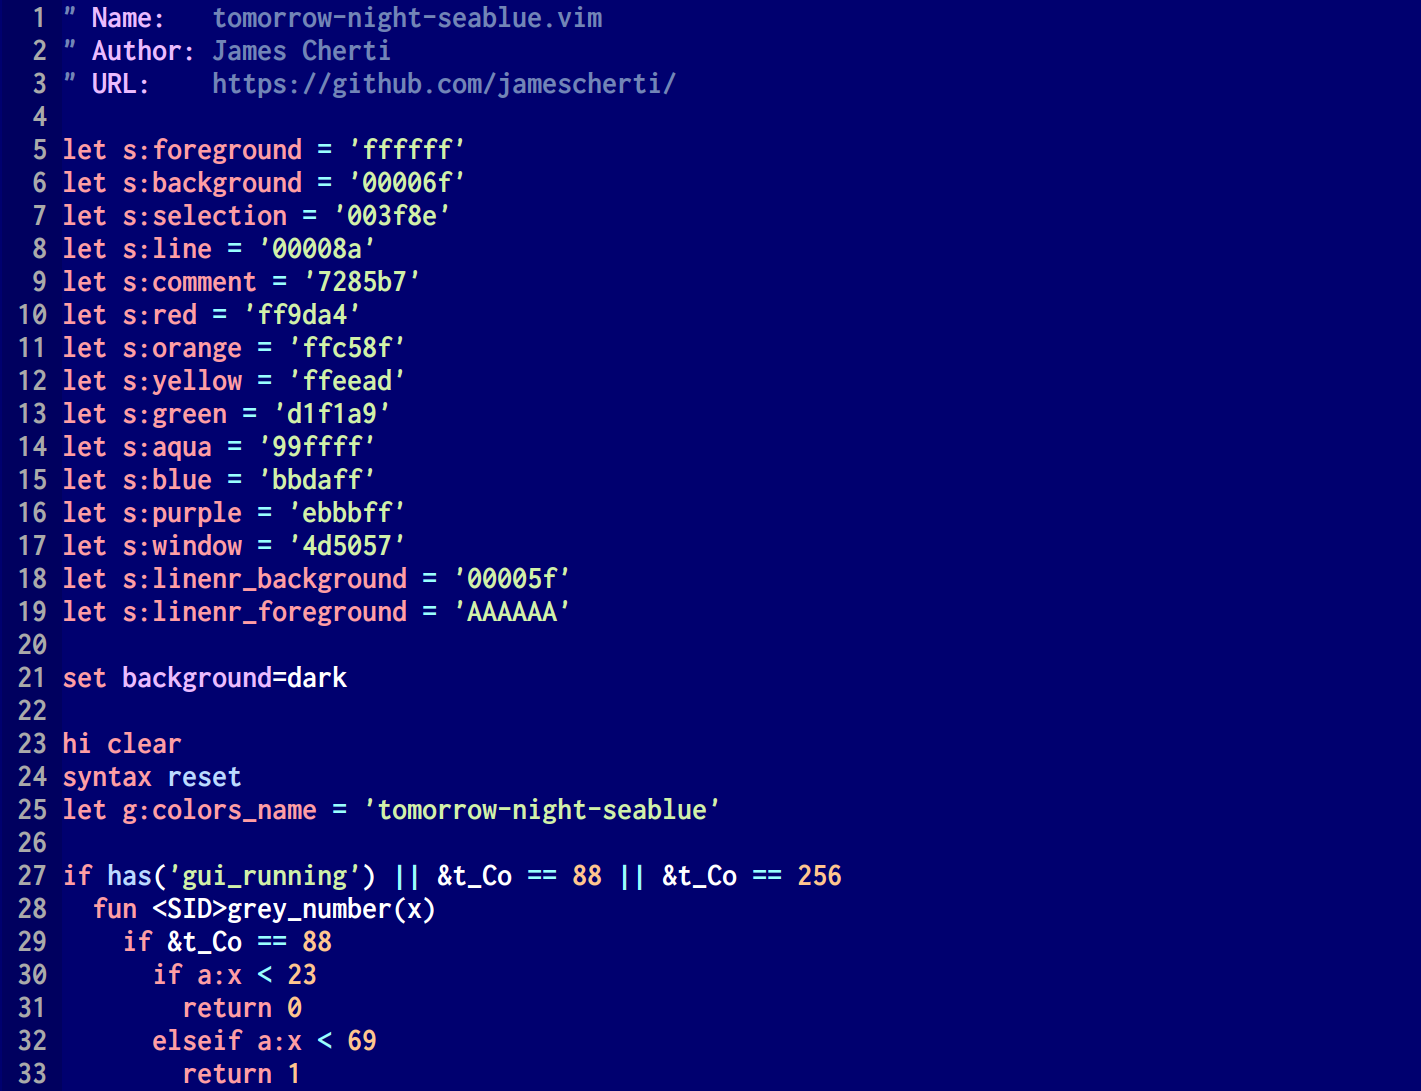 1 " Name:   tomorrow-night-seablue.vim
2 " Author: James Cherti
3 " URL:    https://github.com/jamescherti/
4
5 let s:foreground = 'ffffff'
6 let s:background = '00006f'
7 let s:selection = '003f8e'
8 let s:line = '00008a'
9 let s:comment = '7285b7'
10 let s:red = 'ff9da4'
11 let s:orange = 'ffc58f'
12 let s:yellow = 'ffeead'
13 let s:green = 'd1f1a9'
14 let s:aqua = '99ffff'
15 let s:blue = 'bbdaff'
16 let s:purple = 'ebbbff'
17 let s:window = '4d5057'
18 let s:linenr_background = '00005f'
19 let s:linenr_foreground = 'AAAAAA'
20
21 set background=dark
22
23 hi clear
24 syntax reset
25 let g:colors_name = 'tomorrow-night-seablue'
26
27 if has('gui_running') || &t_Co == 88 || &t_Co == 256
28   fun <SID>grey_number(x)
29     if &t_Co == 88
30       if a:x < 23
31         return 0
32       elseif a:x < 69
33         return 1